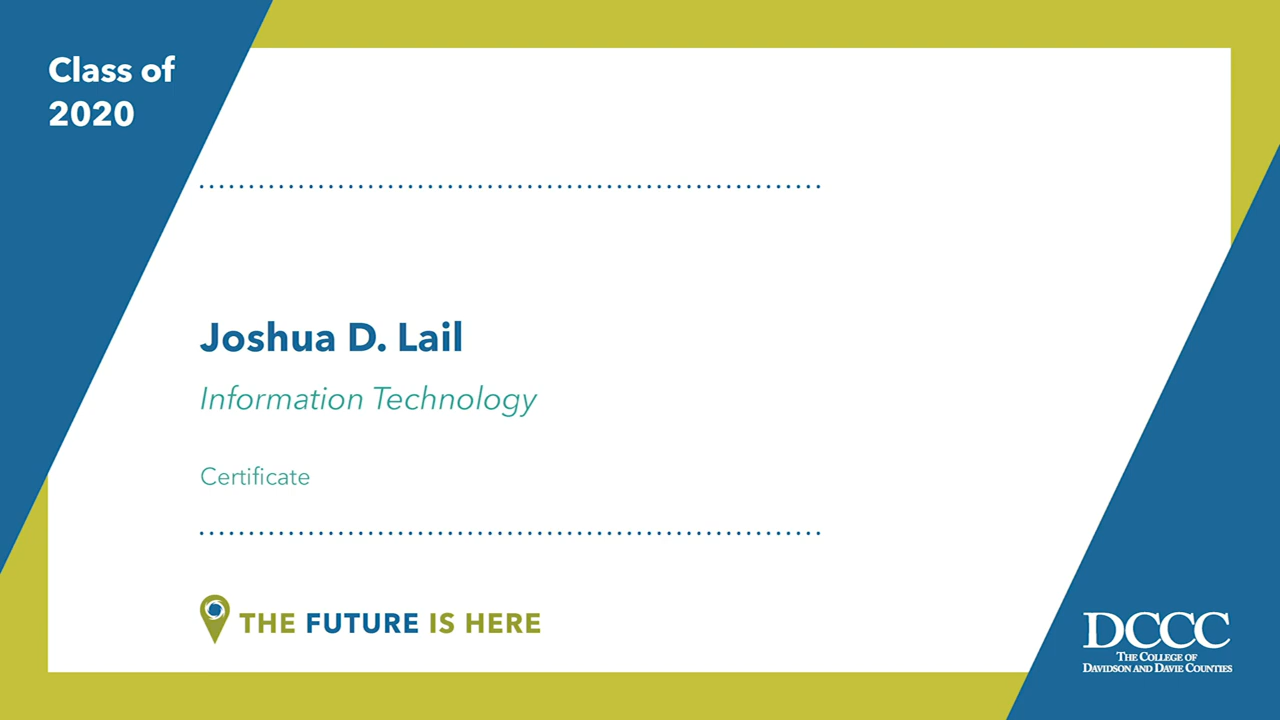 Class of
2020
Joshua D. Lail
Information Technology
Certificate
THE FUTURE IS HERE
DCCC
THE COLLEGE OF
DAVIDSON AND DAVIE COUNTIES